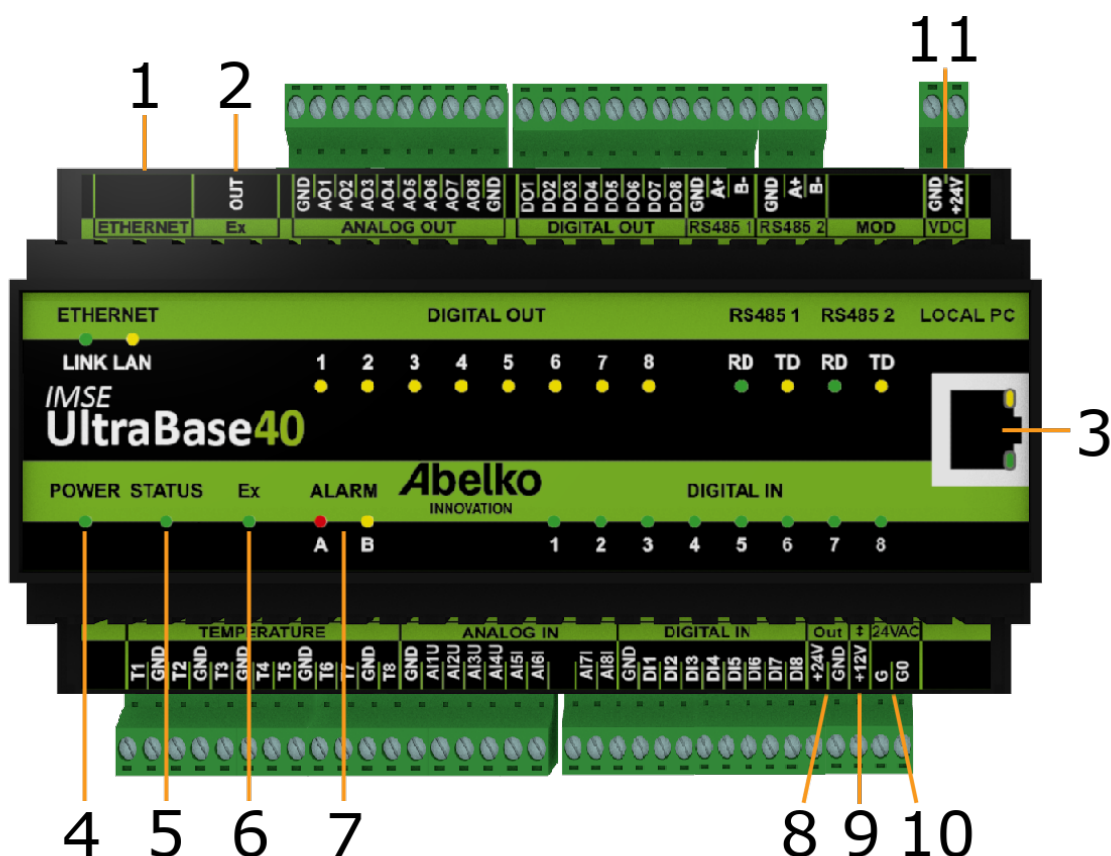 11
1 2
GND AO1 AO2 AO3 AO4 AO5 AO6 AO7 AO8 GND DO1 DO2 DO3 DO4 DO5 DO6 DO7 DO8 GND A+ B- GND A+ B- GND +24V
OUT
ETHERNET Ex ANALOG OUT DIGITAL OUT RS485 1 RS485 2 MOD VDC
ETHERNET DIGITAL OUT RS485 1 RS485 2 LOCAL PC
LINK LAN 1 2 3 4 5 6 7 8 RD TD RD TD
IMSE
UltraBase40
3
POWER STATUS Ex ALARM Abelko DIGITAL IN
INNOVATION
A B 1 2 3 4 5 6 7 8
TEMPERATURE ANALOG IN DIGITAL IN Out ‡ 24VAC
T1 GND T2 GND T3 GND T4 T5 GND T6 T7 GND T8 GND AI1U AI2U AI3U AI4U AI5I AI6I AI7I AI8I GND DI1 DI2 DI3 DI4 DI5 DI6 DI7 DI8 +24V GND +12V G G0
4 5 6 7 8 9 10